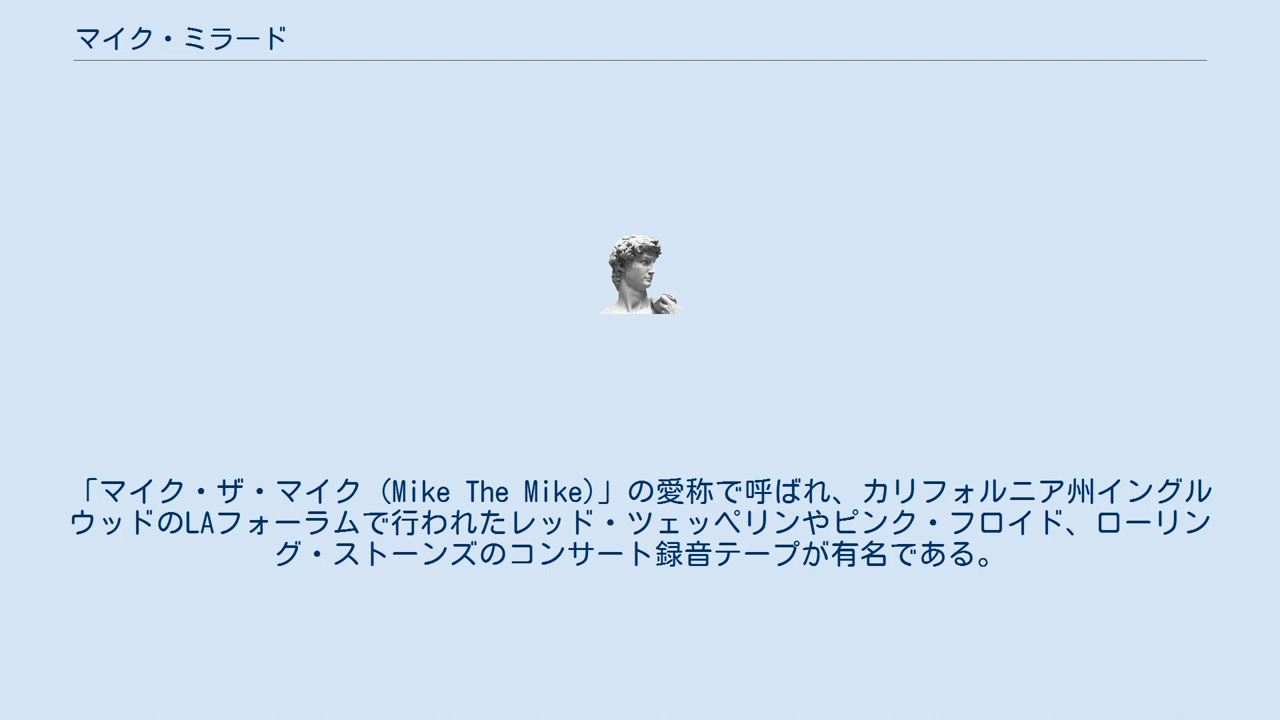 マイク・ミラード
「マイク・ザ・マイク（Mike The Mike)」の愛称で呼ばれ、カリフォルニア州イングル
ウッドのLAフォーラムで行われたレッド・ツェッペリンやピンク・フロイド、ローリン
グ・ストーンズのコンサート録音テープが有名である。